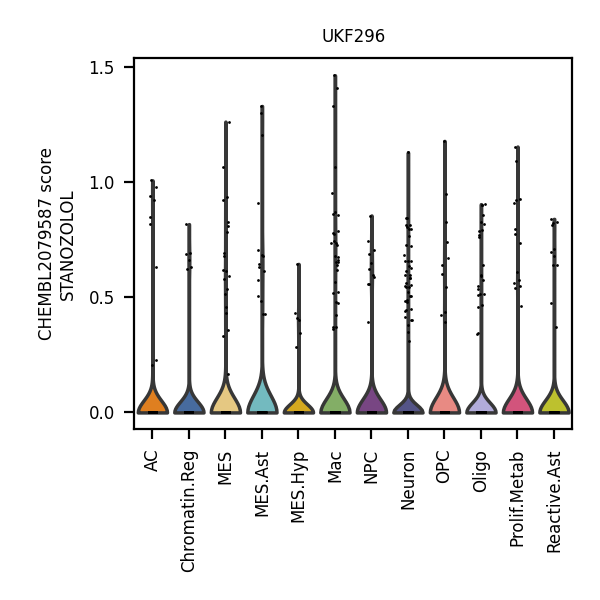 UKF296
CHEMBL2079587 score
STANOZOLOL
1.5
1.0
0.5
0.0
AC
Chromatin.Reg
MES
MES.Ast
MES.Hyp
Mac
NPC
Neuron
OPC
Oligo
Prolif.Metab
Reactive.Ast